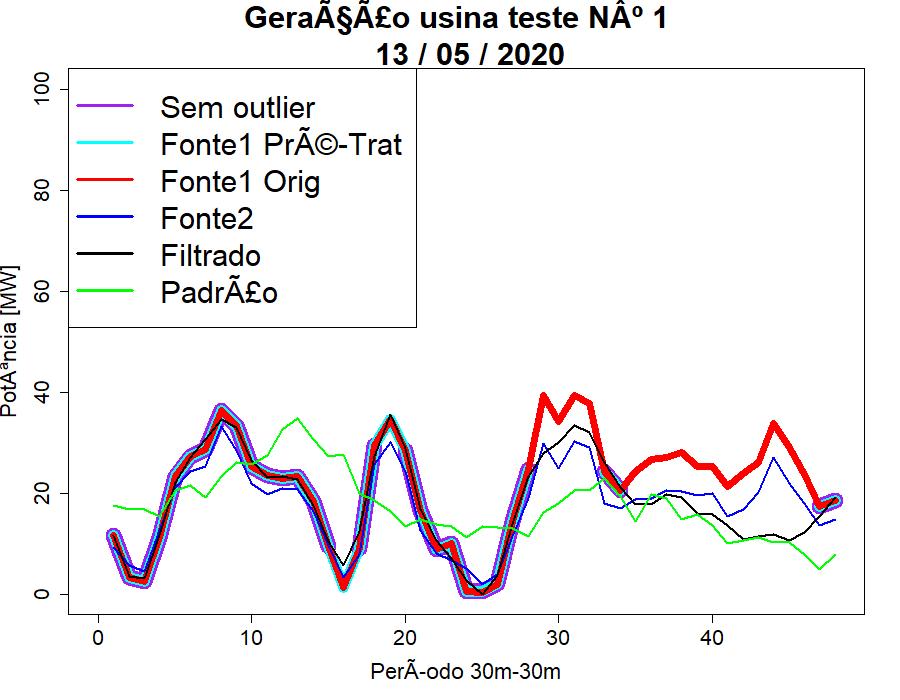 GeraÃ§Ã£o usina teste NÂº 1
13 / 05 / 2020
Sem outlier
Fonte1 PrÃ©-Trat
Fonte1 Orig
Fonte2
Filtrado
PadrÃ£o
PotÃªncia [MW]
100
80
60
40
20
0
0 10 20 30 40
PerÃ­-odo 30m-30m